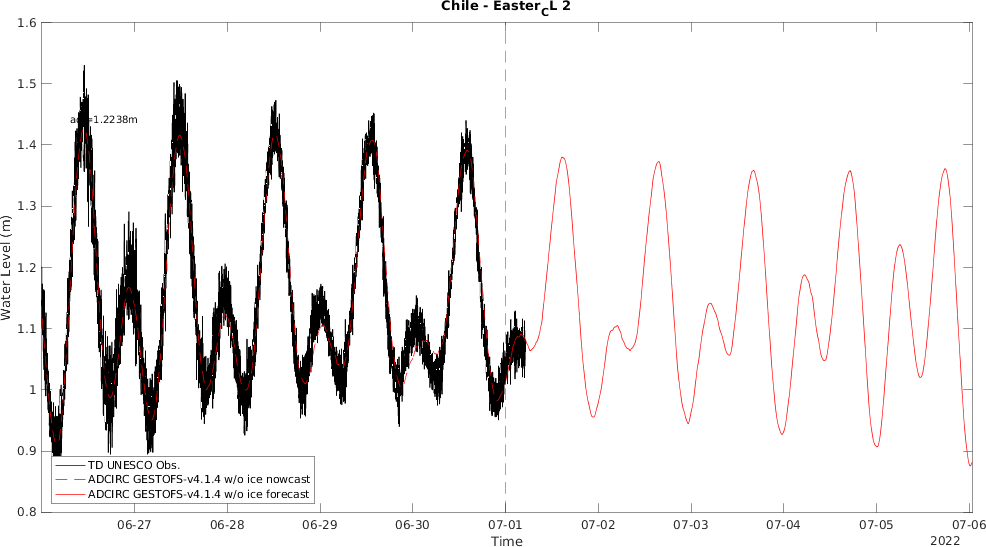 Chile - Easter_CL 2
1.6
1.5
1.4
1.3
1.2
1.1
1
0.9
0.8
Water Level (m)
=1.2238m
TD UNESCO Obs.
ADCIRC GESTOFS-v4.1.4 w/o ice nowcast
ADCIRC GESTOFS-v4.1.4 w/o ice forecast
06-27 06-28 06-29 06-30 07-01 07-02 07-03 07-04 07-05 07-06
Time
2022